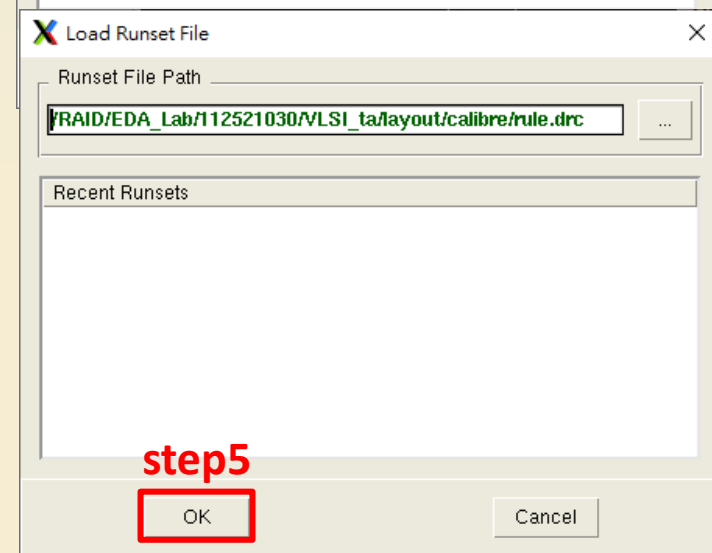 Load Runset File
Runset File Path
/RAID/EDA_Lab/112521030/VLSI_ta/layout/calibre/rule.drc
...
Recent Runsets
step5
OK
Cancel